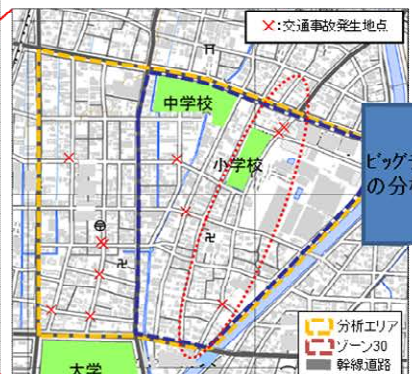 ×:交通事故発生地点
中学校
小学校
ビッグデ
の分析
大学
分析エリア
ゾーン30
幹線道路